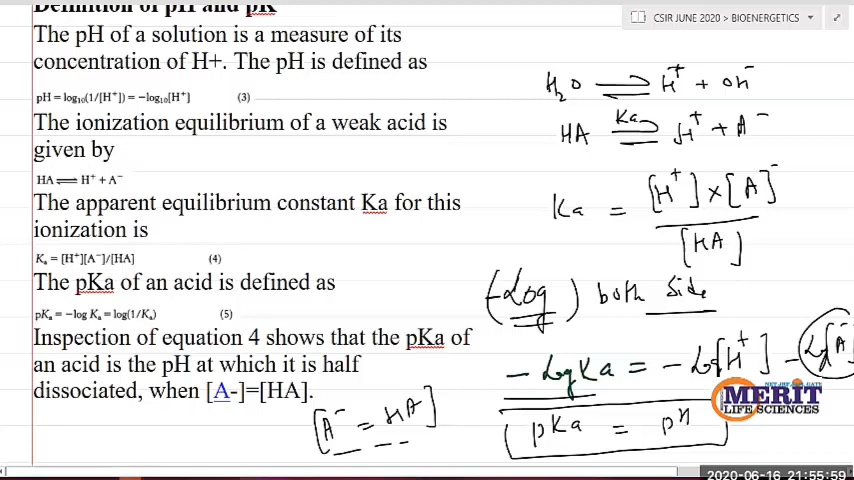 Definition of pH and pK
The pH of a solution is a measure of its
concentration of H+. The pH is defined as
pH = log₁₀(1/[H⁺]) = −log₁₀[H⁺] (3)
The ionization equilibrium of a weak acid is
given by
HA ⇌ H⁺ + A⁻
The apparent equilibrium constant Ka for this
ionization is
Kₐ = [H⁺][A⁻]/[HA] (4)
The pKa of an acid is defined as
pKₐ = −log Kₐ = log(1/Kₐ) (5)
Inspection of equation 4 shows that the pKa of
an acid is the pH at which it is half
dissociated, when [A-]=[HA].
[A⁻ = HA]
CSIR JUNE 2020 > BIOENERGETICS
H₂O ⇌ H⁺ + OH⁻
HA Ka ⇌ H⁺ + A⁻
Ka = [H⁺] × [A]⁻
[HA]
(-Log) both side
- Log Ka = - Log[H⁺] - Log[A⁻]
pKa = pH
NET-JRF, GATE
MERIT
LIFE SCIENCES
2020-06-16 21:55:59